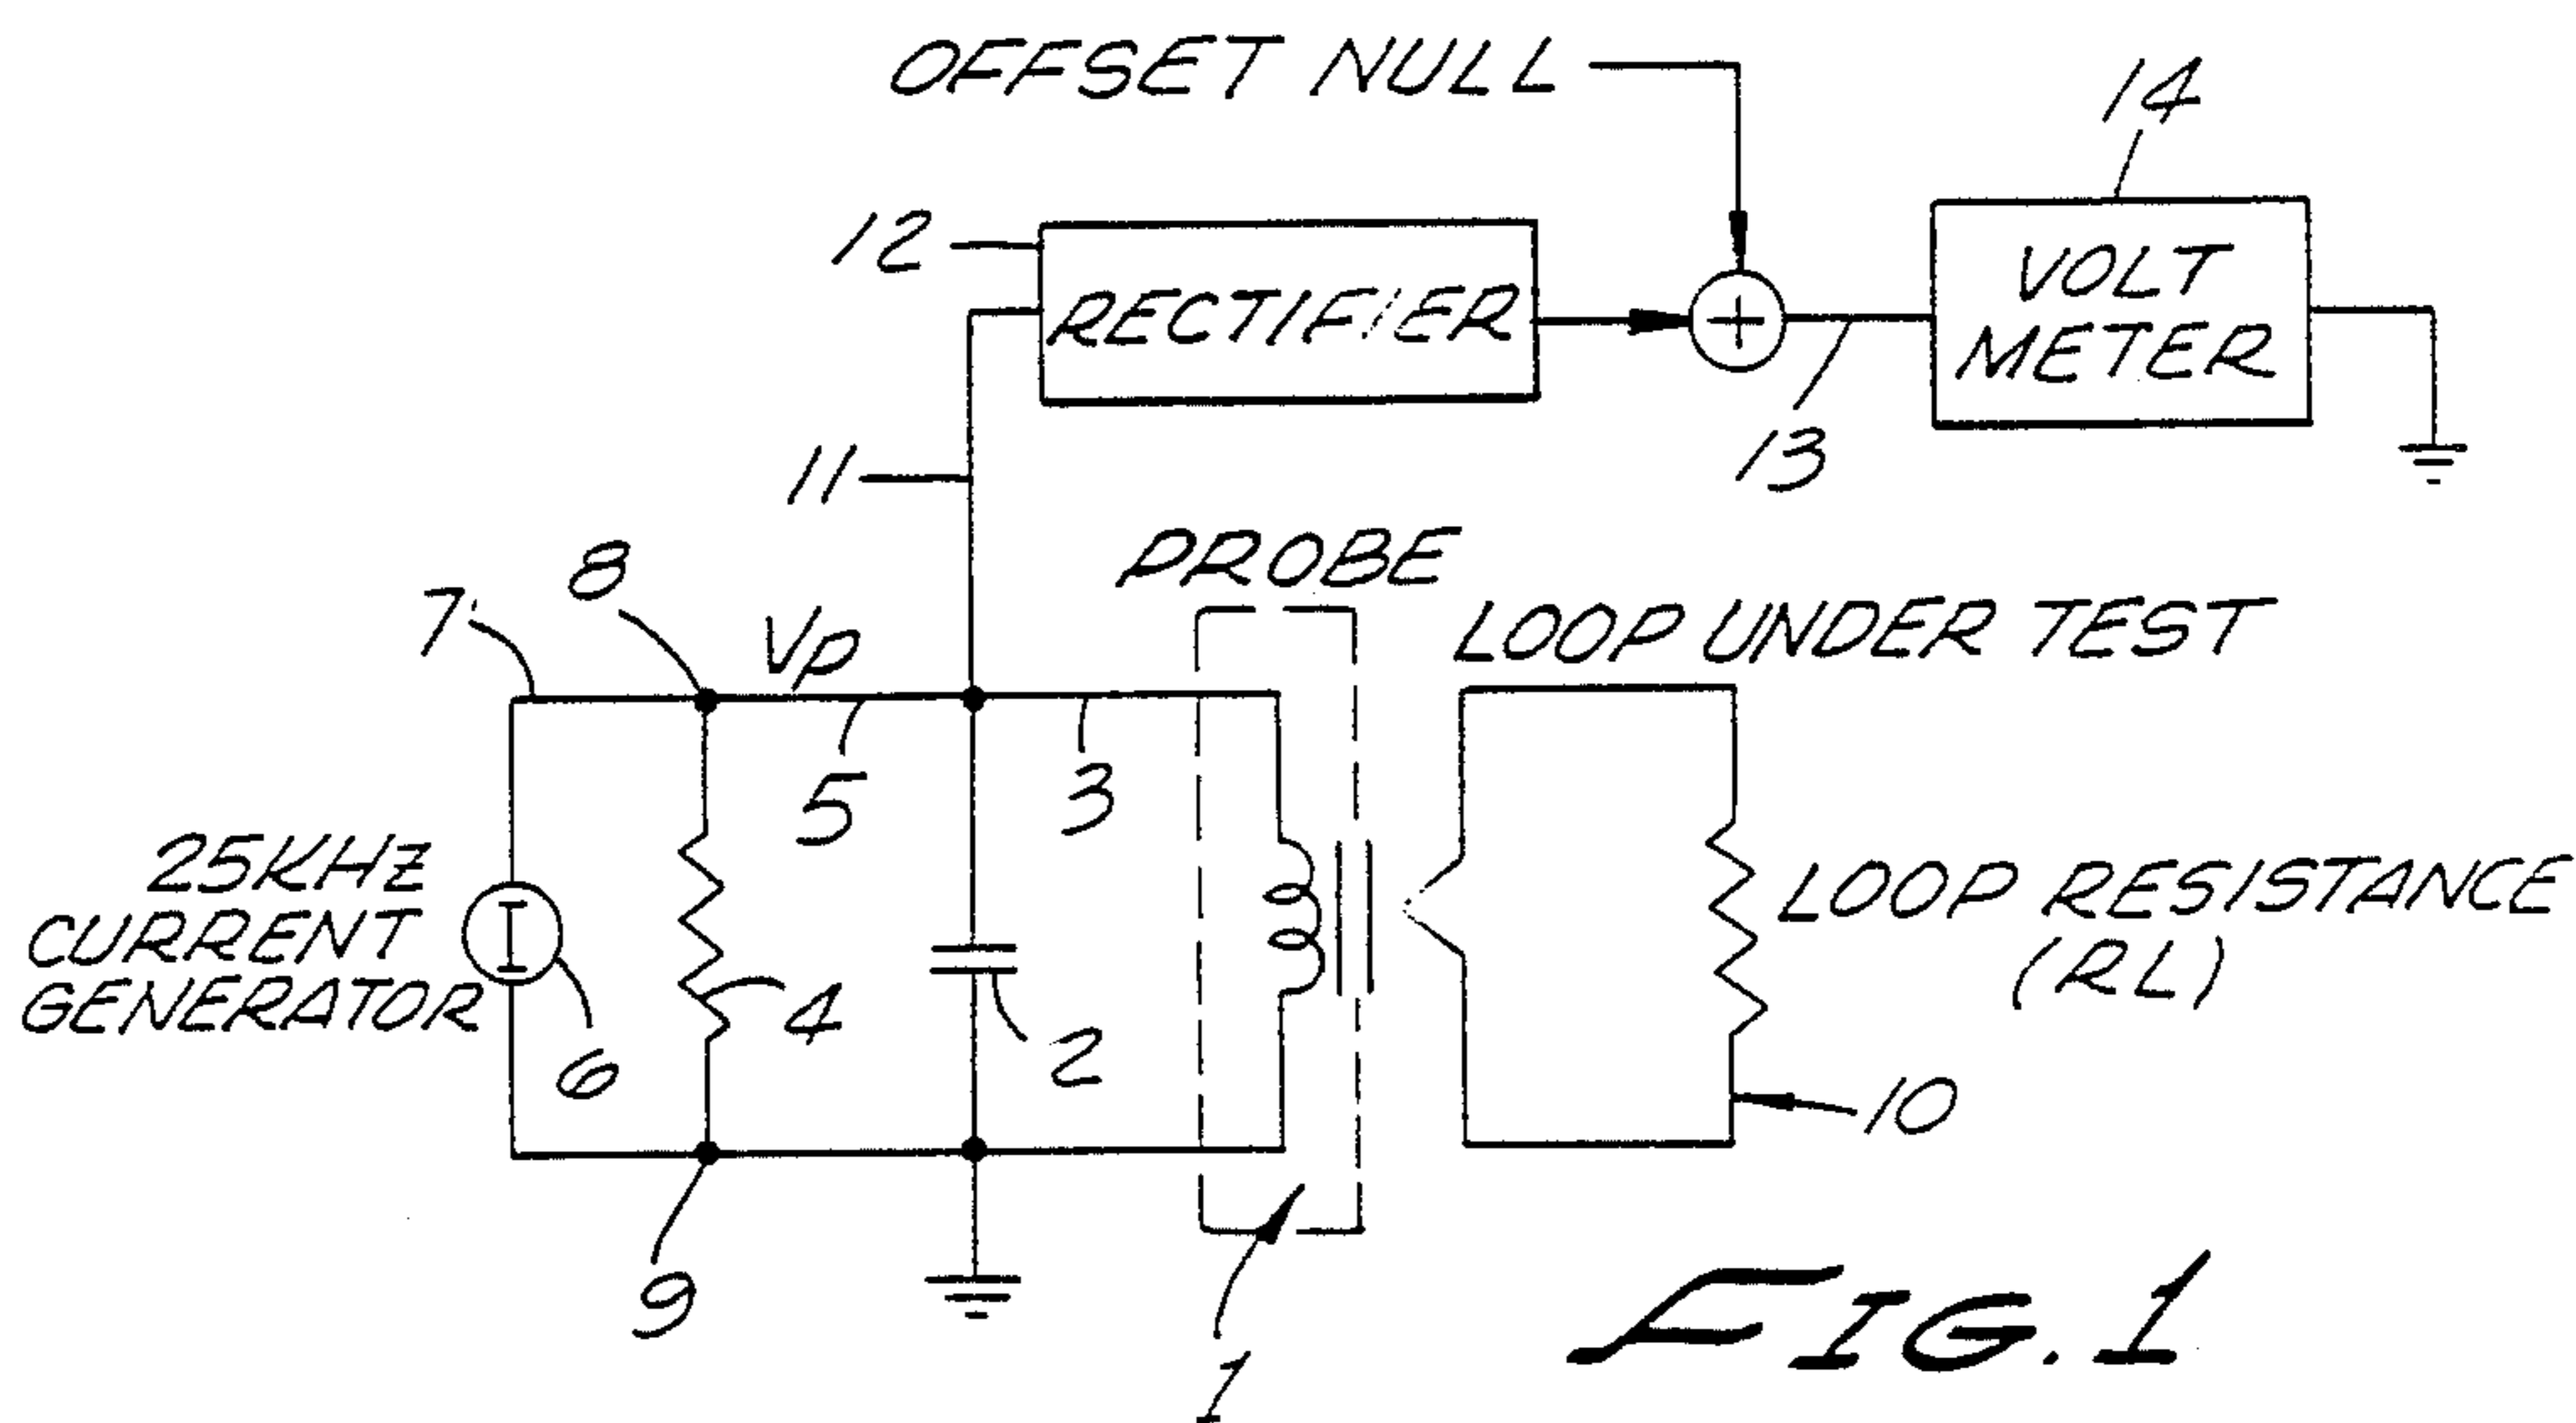 OFFSET NULL
14
12
RECTIFIER
+
VOLT
METER
13
11
PROBE
8
7
Vp
LOOP UNDER TEST
5
3
25KHz
CURRENT
GENERATOR
I
LOOP RESISTANCE
(RL)
4
2
6
10
9
1
FIG. 1